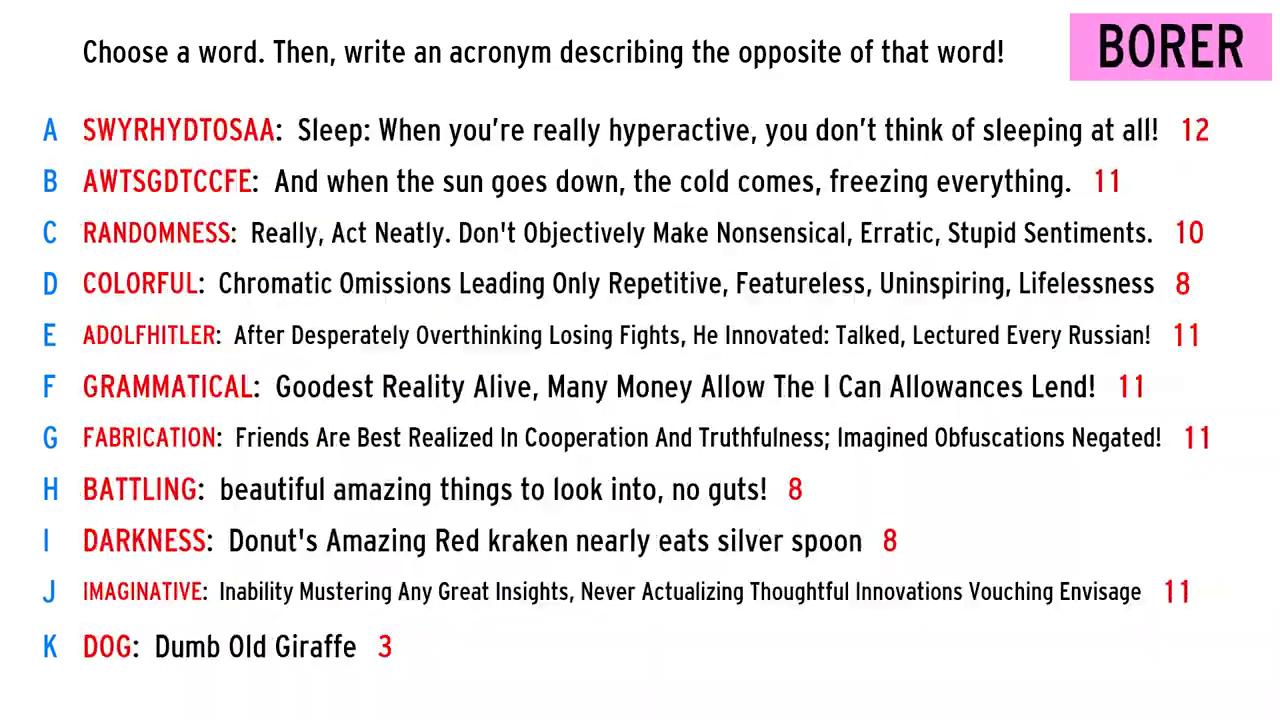 Choose a word. Then, write an acronym describing the opposite of that word!
BORER
A SWYRHYDTOSAA: Sleep: When you're really hyperactive, you don't think of sleeping at all! 12
B AWTSGDTCCFE: And when the sun goes down, the cold comes, freezing everything. 11
C RANDOMNESS: Really, Act Neatly. Don't Objectively Make Nonsensical, Erratic, Stupid Sentiments. 10
D COLORFUL: Chromatic Omissions Leading Only Repetitive, Featureless, Uninspiring, Lifelessness 8
E ADOLFHITLER: After Desperately Overthinking Losing Fights, He Innovated: Talked, Lectured Every Russian! 11
F GRAMMATICAL: Goodest Reality Alive, Many Money Allow The I Can Allowances Lend! 11
G FABRICATION: Friends Are Best Realized In Cooperation And Truthfulness; Imagined Obfuscations Negated! 11
H BATTLING: beautiful amazing things to look into, no guts! 8
I DARKNESS: Donut's Amazing Red kraken nearly eats silver spoon 8
J IMAGINATIVE: Inability Mustering Any Great Insights, Never Actualizing Thoughtful Innovations Vouching Envisage 11
K DOG: Dumb Old Giraffe 3